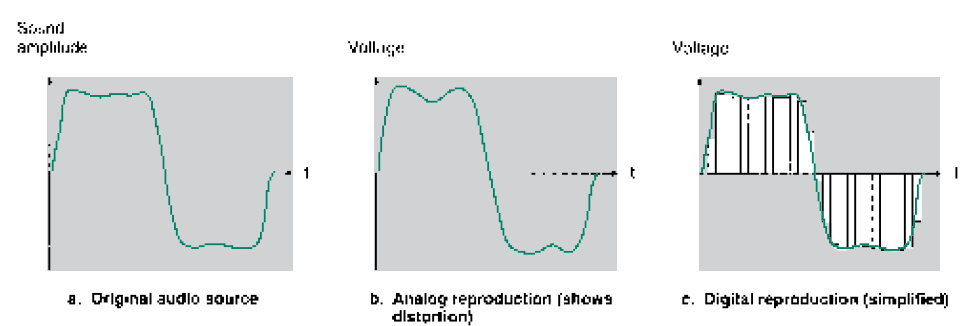 Sound
amplitude
Voltage
Voltage
t
t
t
a. Original audio source
b. Analog reproduction (shows
distortion)
c. Digital reproduction (simplified)